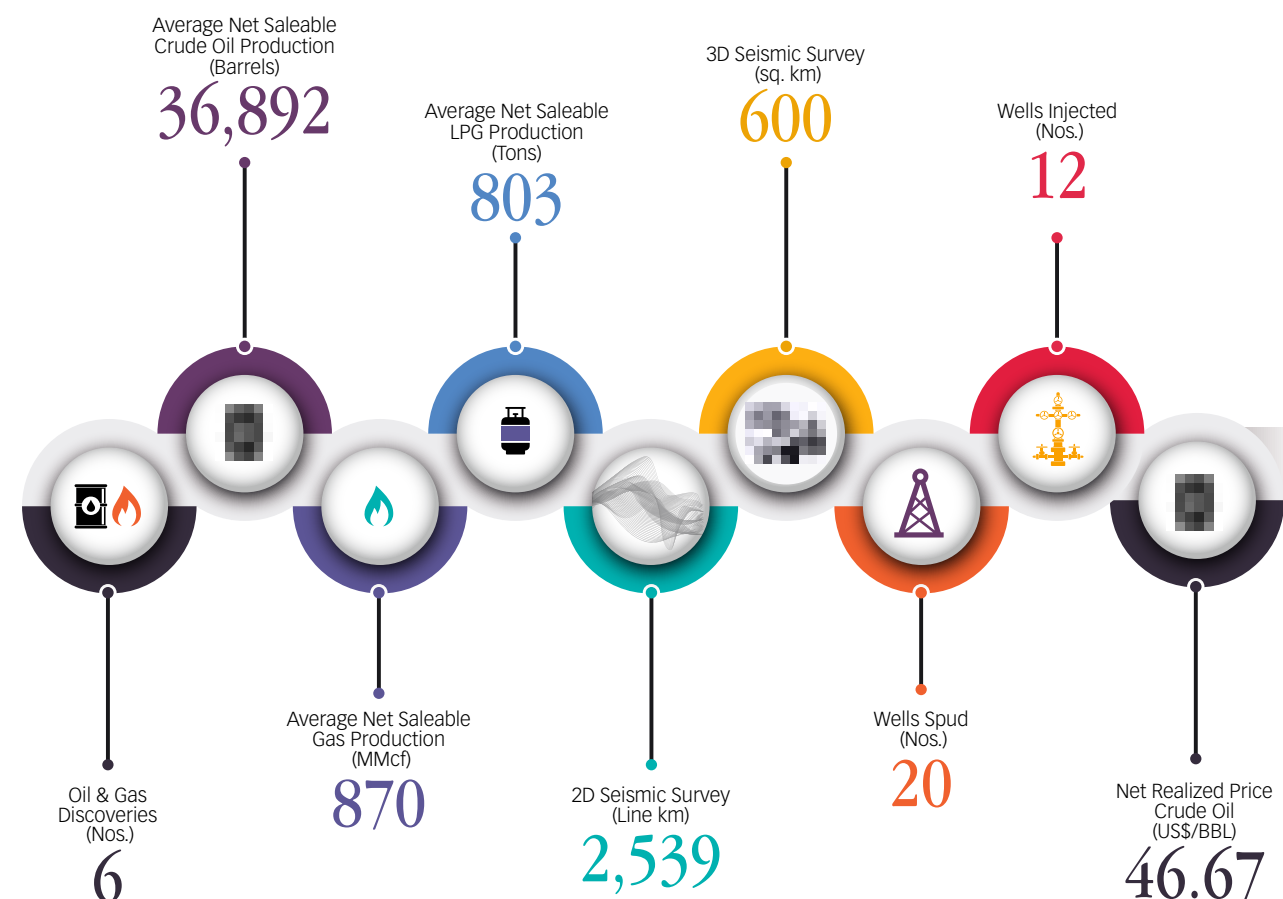 Average Net Saleable
Crude Oil Production
(Barrels)
36,892
Average Net Saleable
LPG Production
(Tons)
803
3D Seismic Survey
(sq. km)
600
Wells Injected
(Nos.)
12
Oil & Gas
Discoveries
(Nos.)
6
Average Net Saleable
Gas Production
(MMcf)
870
2D Seismic Survey
(Line km)
2,539
Wells Spud
(Nos.)
20
Net Realized Price
Crude Oil
(US$/BBL)
46.67